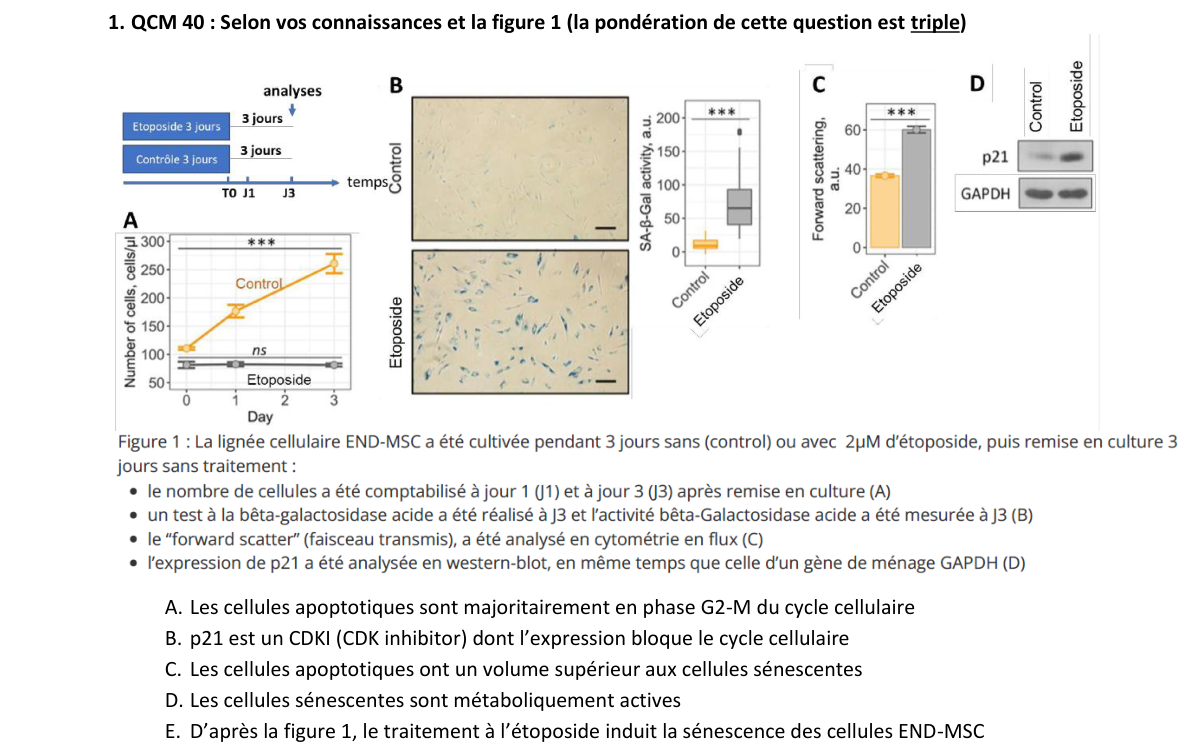 1. QCM 40 : Selon vos connaissances et la figure 1 (la pondération de cette question est triple)
analyses
Etoposide 3 jours
3 jours
Contrôle 3 jours
3 jours
temps
T0 J1 J3
A
Number of cells, cells/µl
300
250
200
150
100
50
***
Control
ns
Etoposide
0 1 2 3
Day
B
Control
Etoposide
SA-β-Gal activity, a.u.
200
150
100
50
0
***
Control
Etoposide
C
Forward scattering,
a.u.
60
40
20
0
***
Control
Etoposide
D
Control
Etoposide
p21
GAPDH
Figure 1 : La lignée cellulaire END-MSC a été cultivée pendant 3 jours sans (control) ou avec 2µM d’étoposide, puis remise en culture 3
jours sans traitement :
• le nombre de cellules a été comptabilisé à jour 1 (J1) et à jour 3 (J3) après remise en culture (A)
• un test à la bêta-galactosidase acide a été réalisé à J3 et l’activité bêta-Galactosidase acide a été mesurée à J3 (B)
• le “forward scatter” (faisceau transmis), a été analysé en cytométrie en flux (C)
• l’expression de p21 a été analysée en western-blot, en même temps que celle d’un gène de ménage GAPDH (D)
A. Les cellules apoptotiques sont majoritairement en phase G2-M du cycle cellulaire
B. p21 est un CDKI (CDK inhibitor) dont l’expression bloque le cycle cellulaire
C. Les cellules apoptotiques ont un volume supérieur aux cellules sénescentes
D. Les cellules sénescentes sont métaboliquement actives
E. D’après la figure 1, le traitement à l’étoposide induit la sénescence des cellules END-MSC